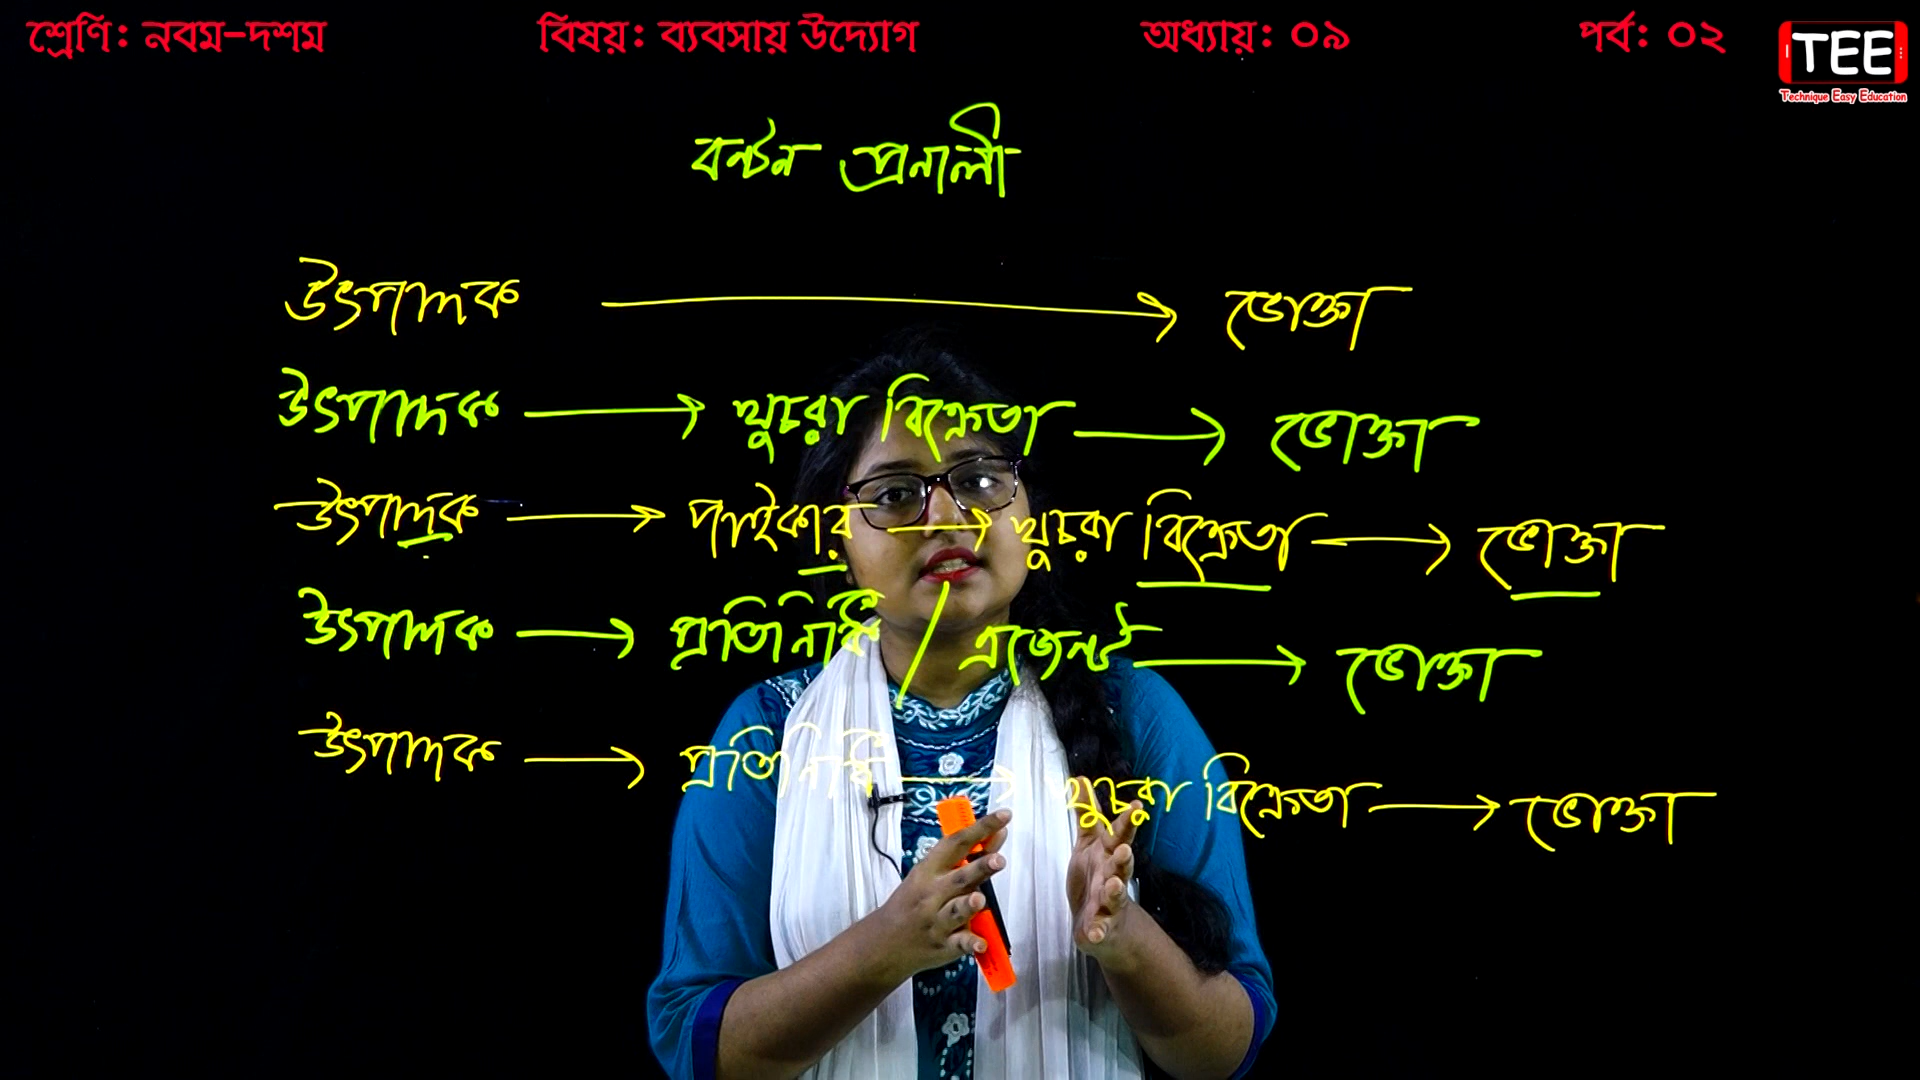 শ্রেণি: নবম-দশম বিষয়: ব্যবসায় উদ্যোগ অধ্যায়: ০৯ পর্ব: ০২
TEE
Technique Easy Education
বন্টন প্রনালী
উৎপাদক → ভোক্তা
উৎপাদক → খুচরা বিক্রেতা → ভোক্তা
উৎপাদক → পাইকার → খুচরা বিক্রেতা → ভোক্তা
উৎপাদক → প্রতিনিধি / এজেন্ট → ভোক্তা
উৎপাদক → প্রতিনিধি → খুচরা বিক্রেতা → ভোক্তা